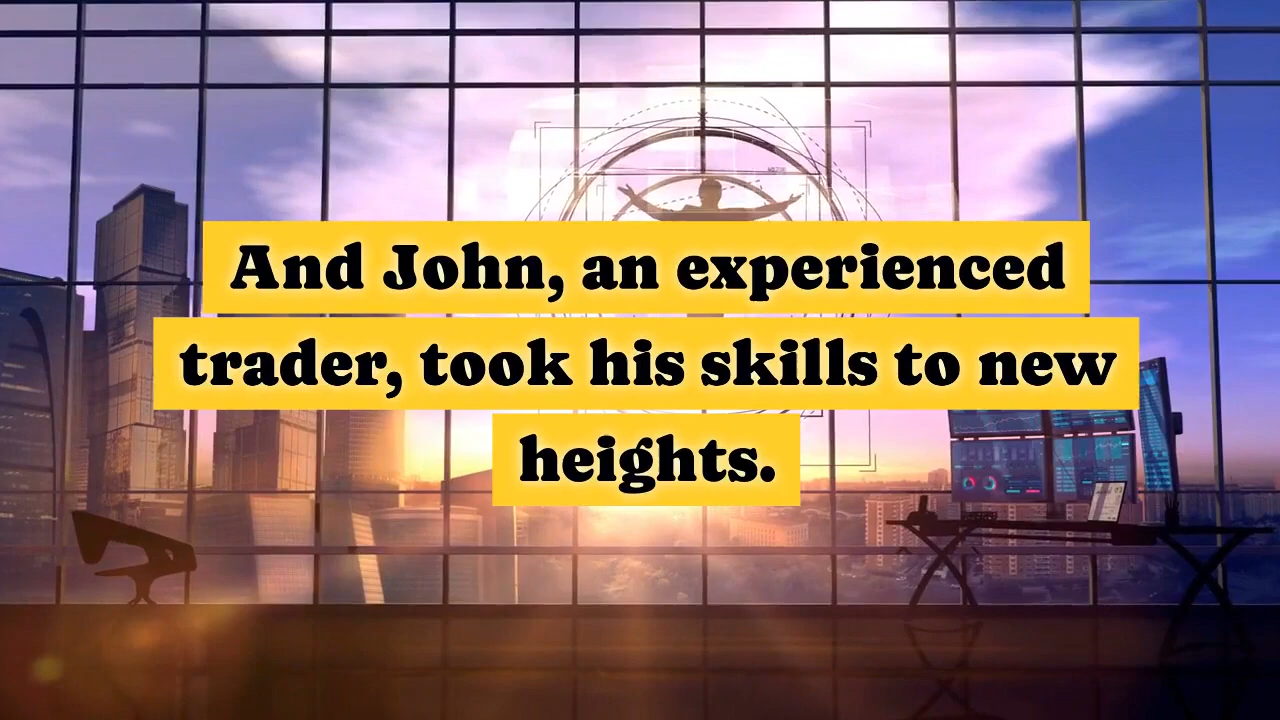 And John, an experienced
trader, took his skills to new
heights.